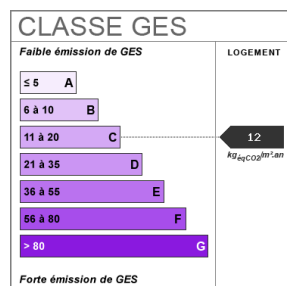 CLASSE GES
Faible émission de GES
LOGEMENT
≤ 5 A
6 à 10 B
11 à 20 C
12
kgéqCO2/m².an
21 à 35 D
36 à 55 E
56 à 80 F
> 80 G
Forte émission de GES